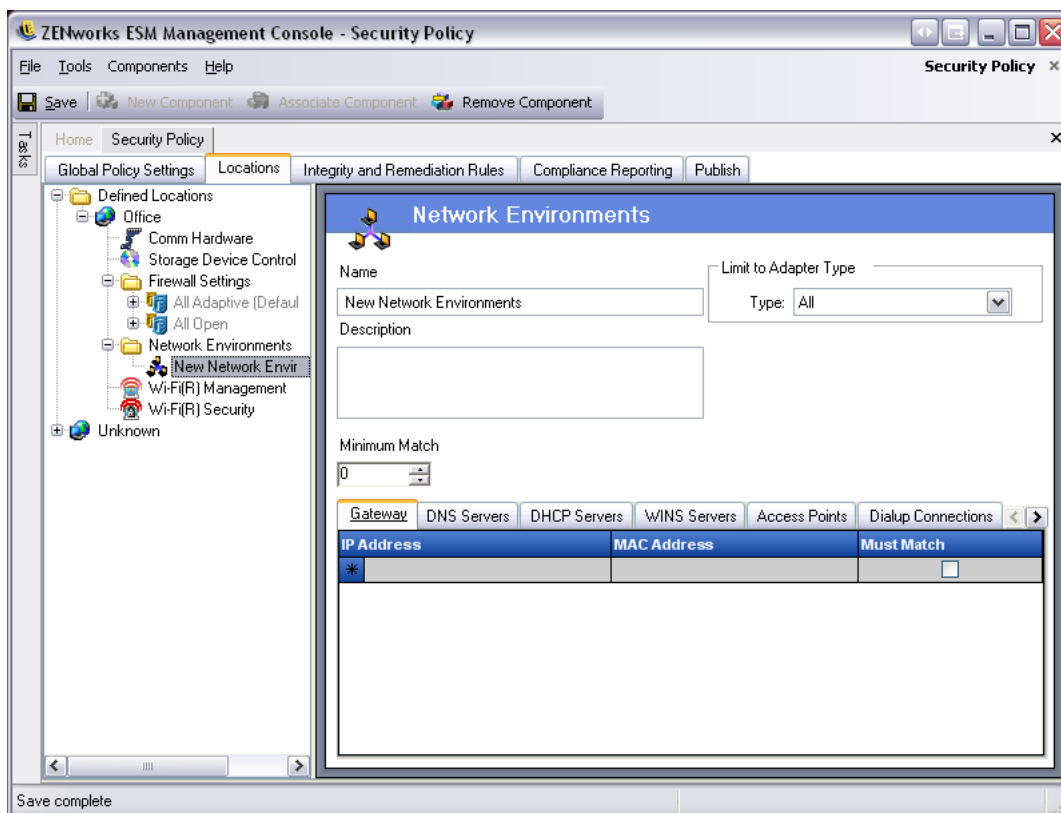 ZENworks ESM Management Console - Security Policy
File Tools Components Help Security Policy
Save New Component Associate Component Remove Component
Tasks
Home Security Policy
Global Policy Settings Locations Integrity and Remediation Rules Compliance Reporting Publish
Defined Locations
Office
Comm Hardware
Storage Device Control
Firewall Settings
All Adaptive (Defaul
All Open
Network Environments
New Network Envir
Wi-Fi(R) Management
Wi-Fi(R) Security
Unknown
Network Environments
Name
New Network Environments
Limit to Adapter Type
Type: All
Description
Minimum Match
0
Gateway DNS Servers DHCP Servers WINS Servers Access Points Dialup Connections
IP Address MAC Address Must Match
Save complete